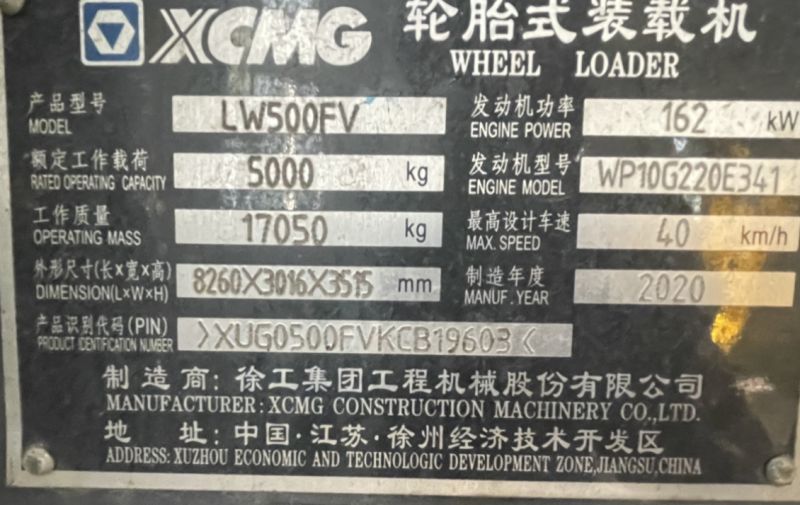 XCMG 轮胎式装载机
WHEEL LOADER
产品型号 LW500FV 发动机功率 162 kW
MODEL ENGINE POWER
额定工作载荷 5000 kg 发动机型号 WP10G220E341
RATED OPERATING CAPACITY ENGINE MODEL
工作质量 17050 kg 最高设计车速 40 km/h
OPERATING MASS MAX. SPEED
外形尺寸(长×宽×高) 8260X3016X3515 mm 制造年度 2020
DIMENSION(L×W×H) MANUF. YEAR
产品识别代码(PIN) >XUG0500FVKCB19603<
PRODUCT IDENTIFICATION NUMBER
制造商:徐工集团工程机械股份有限公司
MANUFACTURER: XCMG CONSTRUCTION MACHINERY CO.,LTD.
地 址:中国·江苏·徐州经济技术开发区
ADDRESS: XUZHOU ECONOMIC AND TECHNOLOGIC DEVELOPMENT ZONE,JIANGSU,CHINA